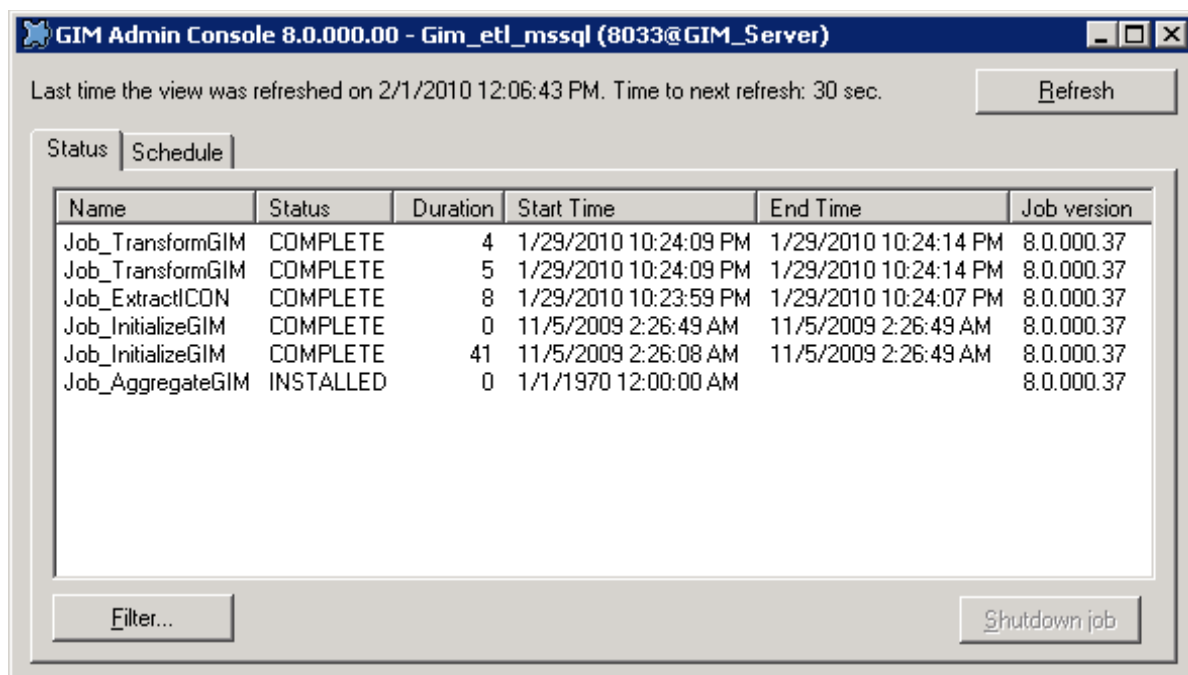 GIM Admin Console 8.0.000.00 - Gim_etl_mssql (8033@GIM_Server)
Last time the view was refreshed on 2/1/2010 12:06:43 PM. Time to next refresh: 30 sec. Refresh
Status Schedule
Name Status Duration Start Time End Time Job version
Job_TransformGIM COMPLETE 4 1/29/2010 10:24:09 PM 1/29/2010 10:24:14 PM 8.0.000.37
Job_TransformGIM COMPLETE 5 1/29/2010 10:24:09 PM 1/29/2010 10:24:14 PM 8.0.000.37
Job_ExtractICON COMPLETE 8 1/29/2010 10:23:59 PM 1/29/2010 10:24:07 PM 8.0.000.37
Job_InitializeGIM COMPLETE 0 11/5/2009 2:26:49 AM 11/5/2009 2:26:49 AM 8.0.000.37
Job_InitializeGIM COMPLETE 41 11/5/2009 2:26:08 AM 11/5/2009 2:26:49 AM 8.0.000.37
Job_AggregateGIM INSTALLED 0 1/1/1970 12:00:00 AM 8.0.000.37
Filter... Shutdown job